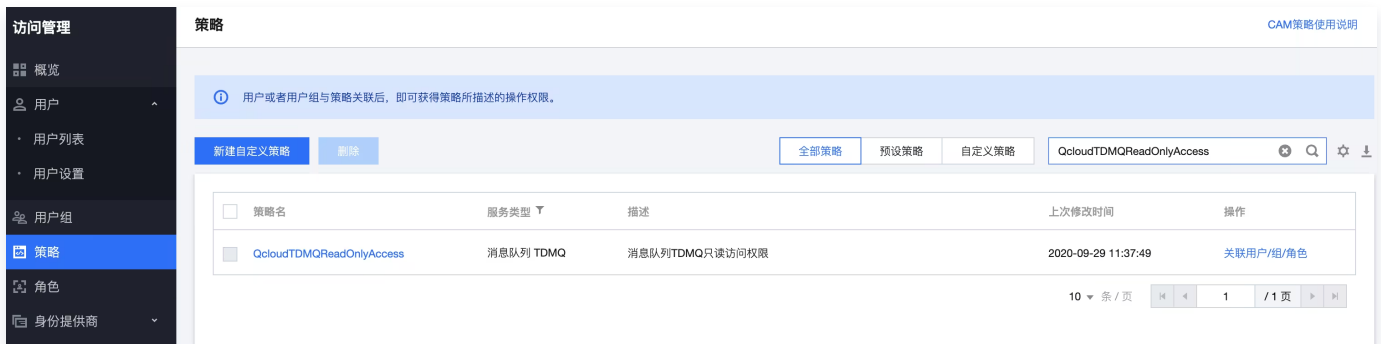 访问管理
概览
用户
用户列表
用户设置
用户组
策略
角色
身份提供商
策略
CAM策略使用说明
用户或者用户组与策略关联后，即可获得策略所描述的操作权限。
新建自定义策略 删除 全部策略 预设策略 自定义策略 QcloudTDMQReadOnlyAccess
策略名 服务类型 描述 上次修改时间 操作
QcloudTDMQReadOnlyAccess 消息队列 TDMQ 消息队列TDMQ只读访问权限 2020-09-29 11:37:49 关联用户/组/角色
10 条 / 页 1 / 1 页